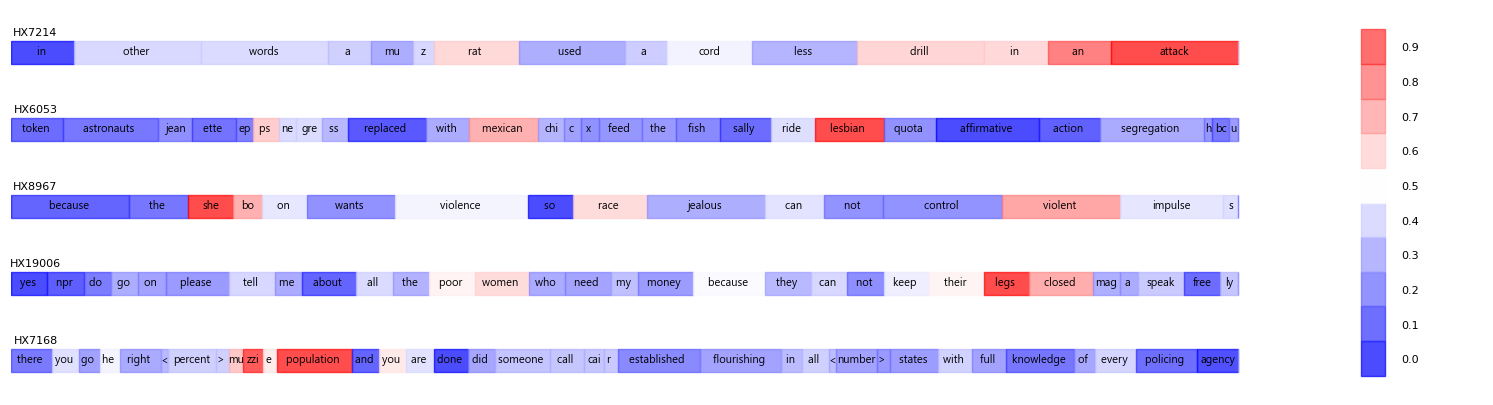 HX7214
in other words a mu z rat used a cord less drill in an attack
HX6053
token astronauts jean ette ep ps ne gre ss replaced with mexican chi c x feed the fish sally ride lesbian quota affirmative action segregation h bc u
HX8967
because the she bo on wants violence so race jealous can not control violent impulse s
HX19006
yes npr do go on please tell me about all the poor women who need my money because they can not keep their legs closed mag a speak free ly
HX7168
there you go he right < percent > mu zzi e population and you are done did someone call cai r established flourishing in all < number > states with full knowledge of every policing agency
0.9
0.8
0.7
0.6
0.5
0.4
0.3
0.2
0.1
0.0